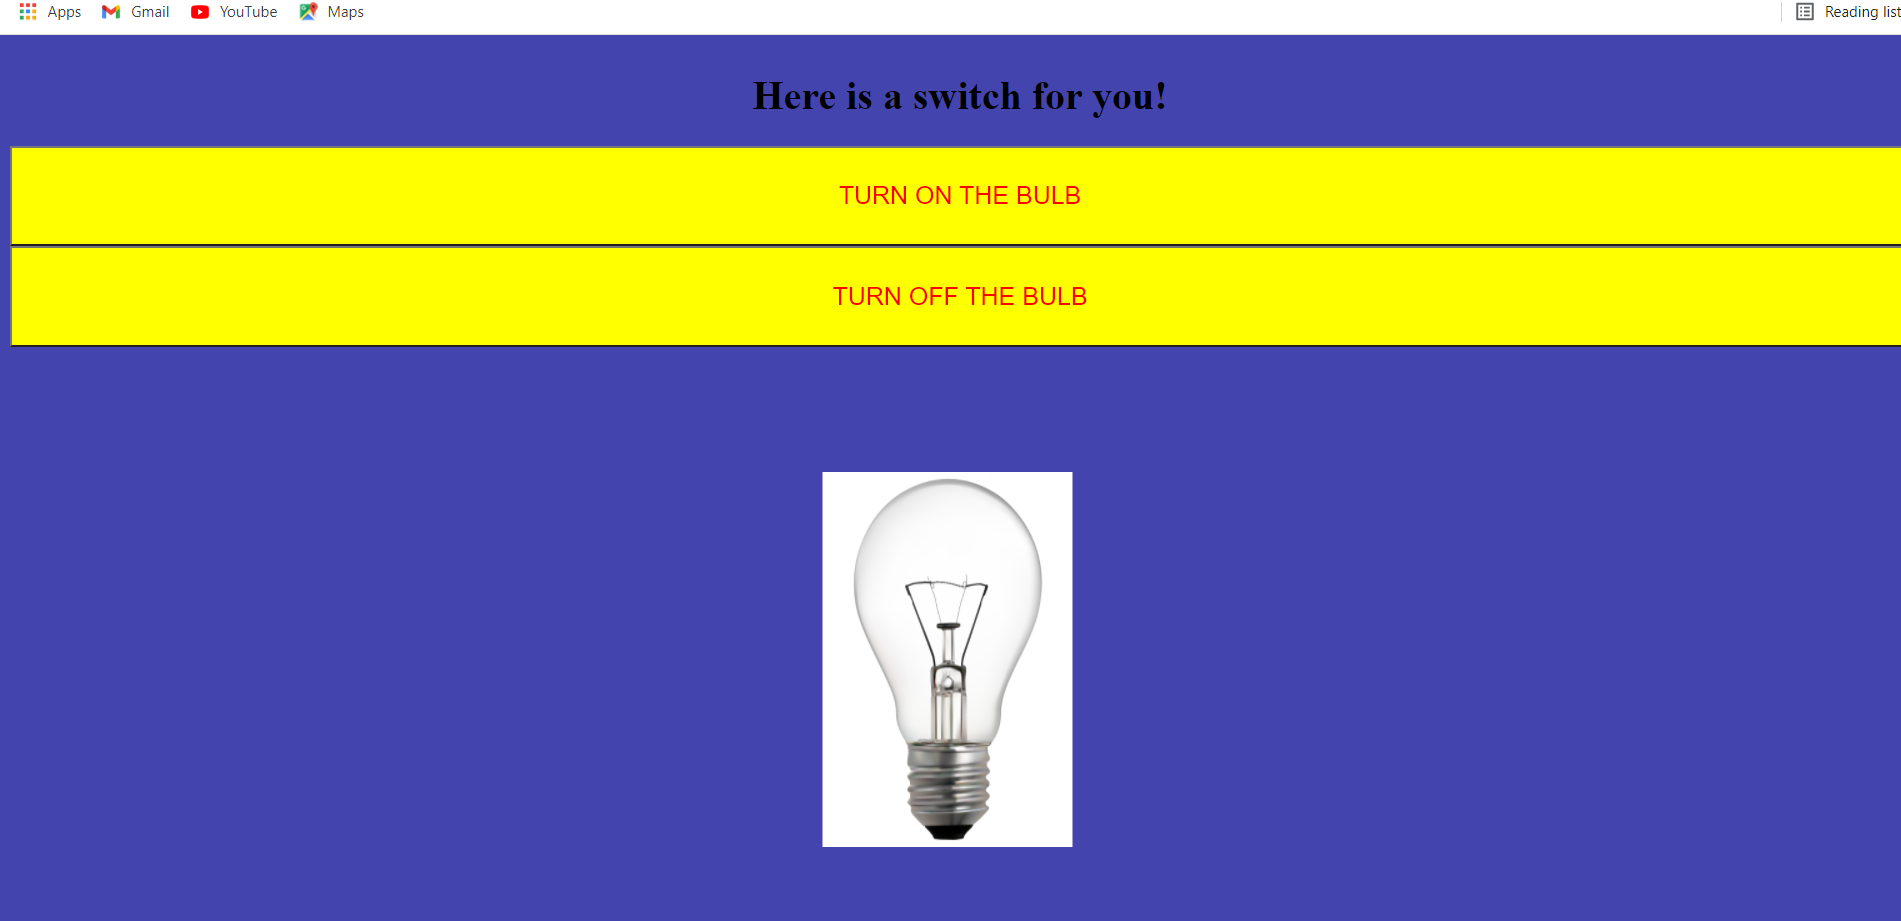 Apps Gmail YouTube Maps Reading list
Here is a switch for you!
TURN ON THE BULB
TURN OFF THE BULB